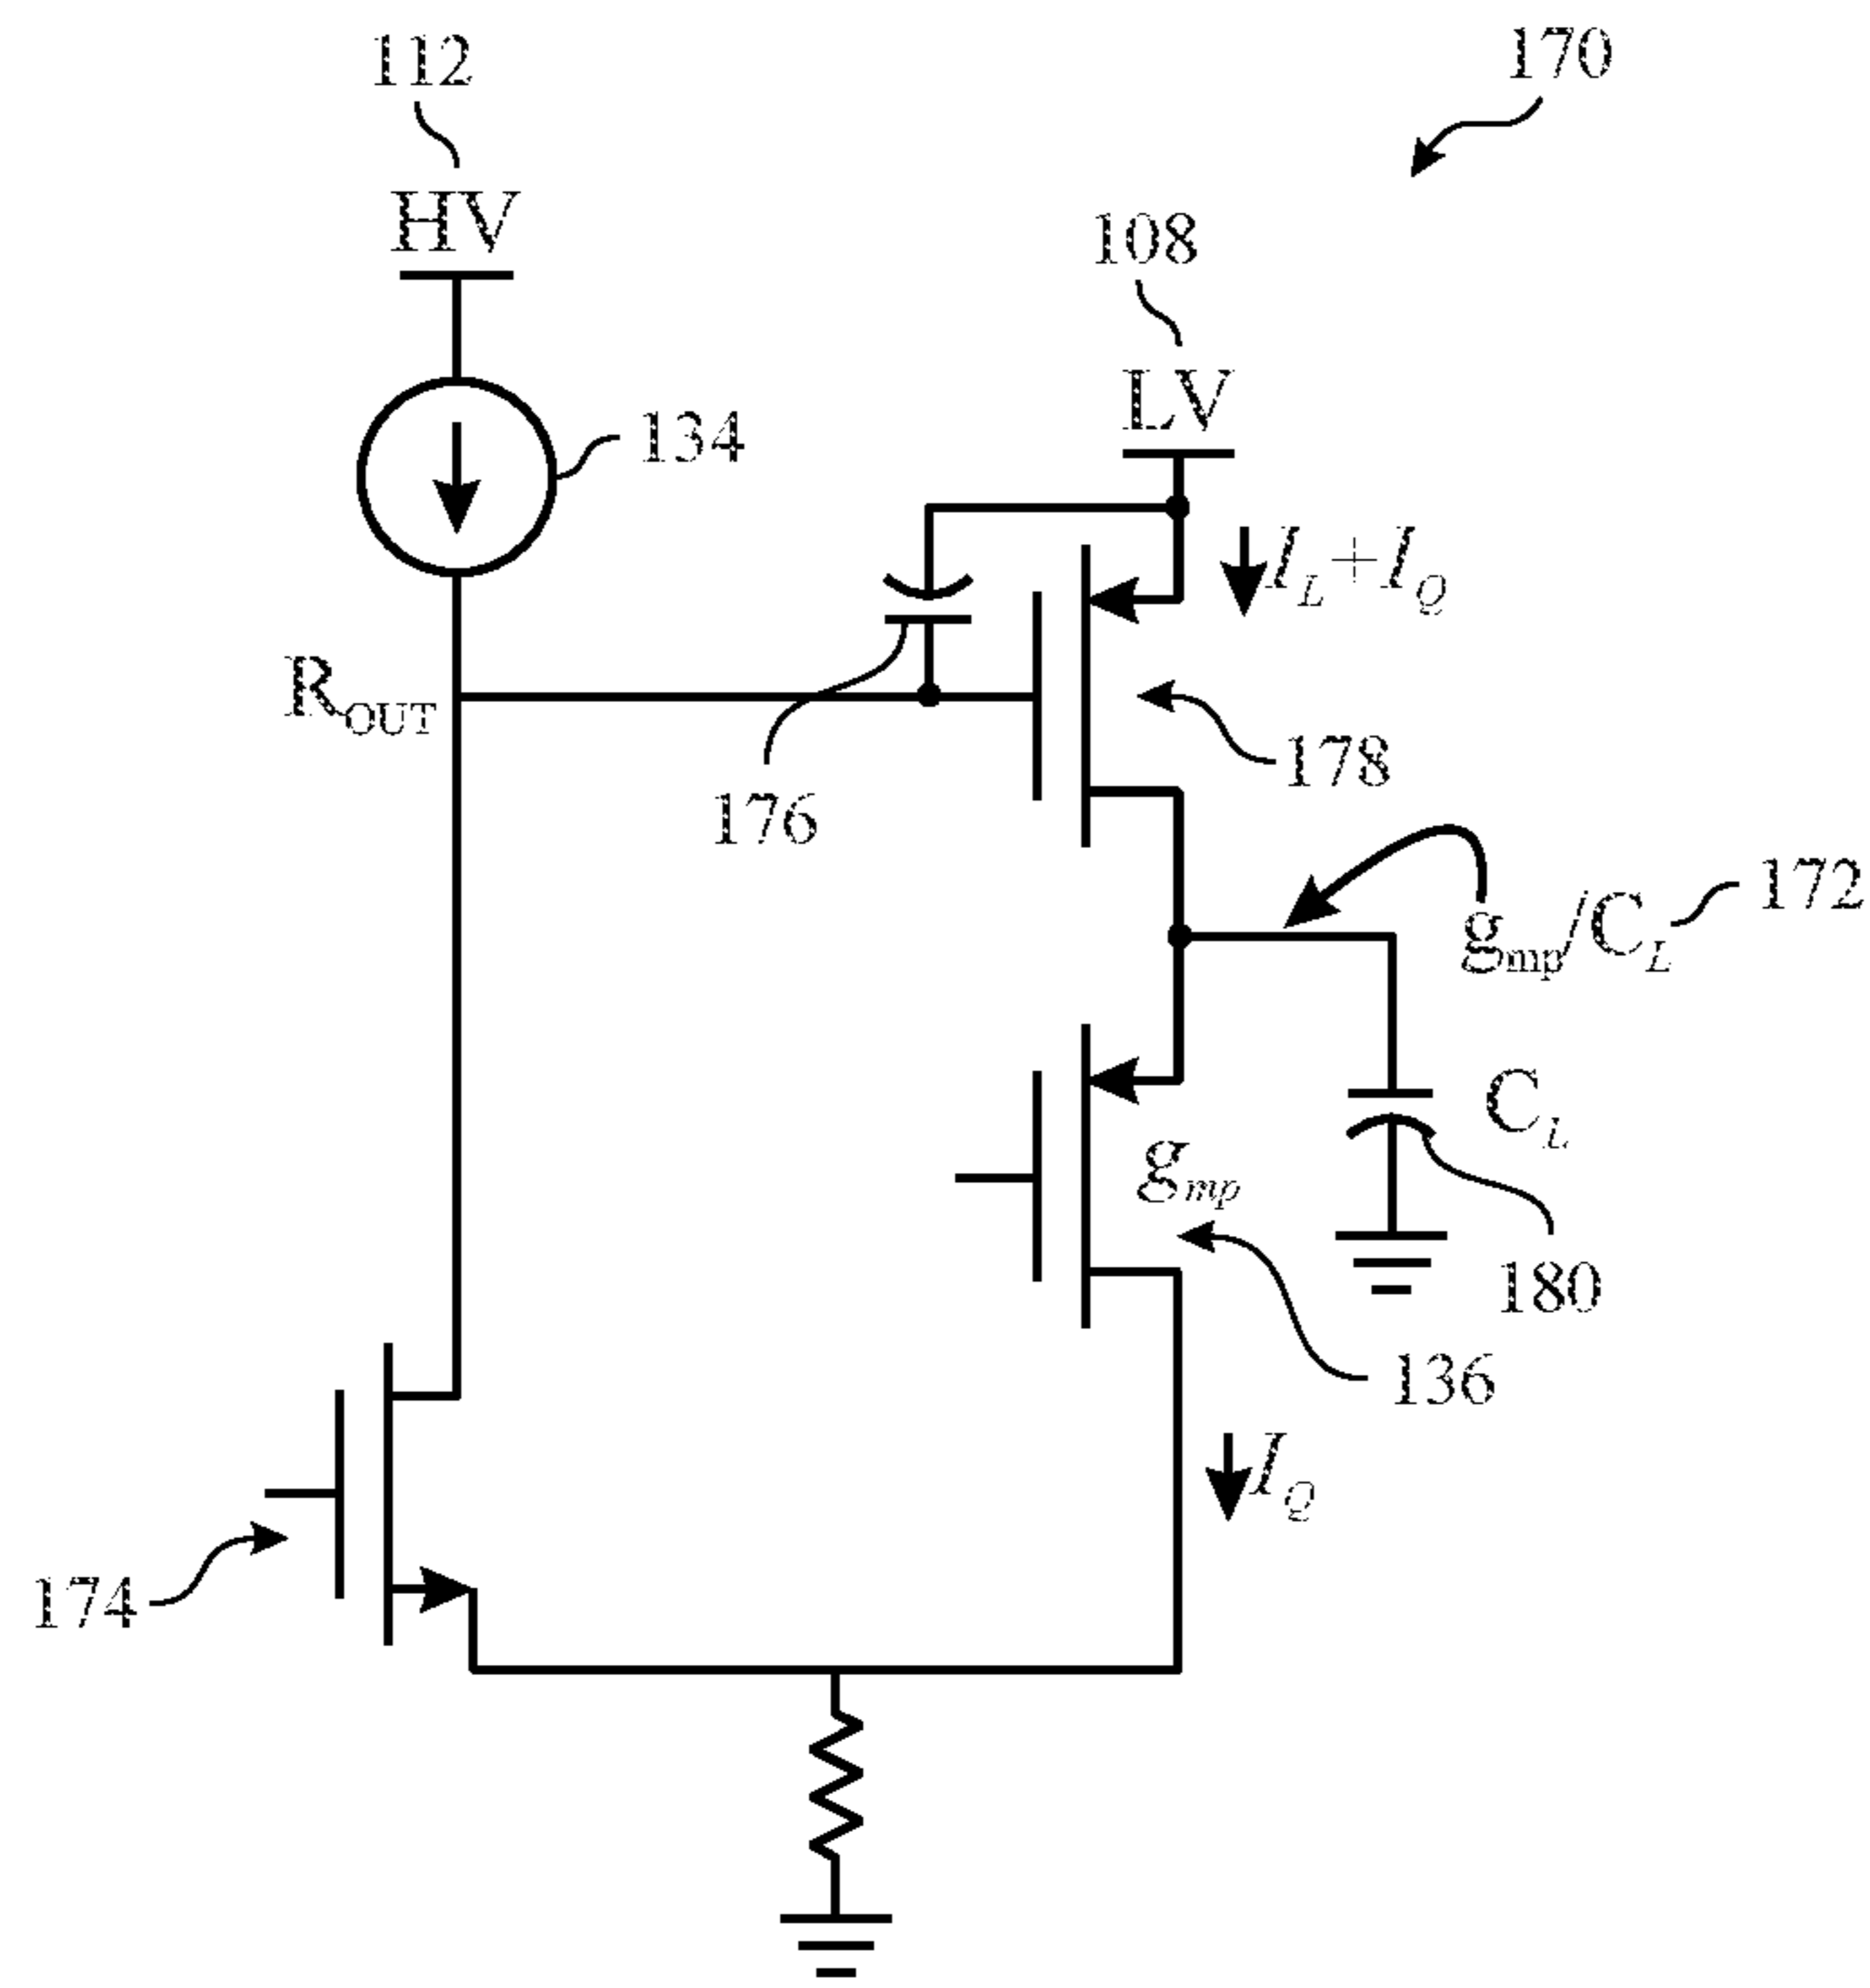 112
170
HV
108
LV
134
I_L+I_Q
R_OUT
178
176
172
g_mp/C_L
C_L
g_mp
180
136
I_Q
174